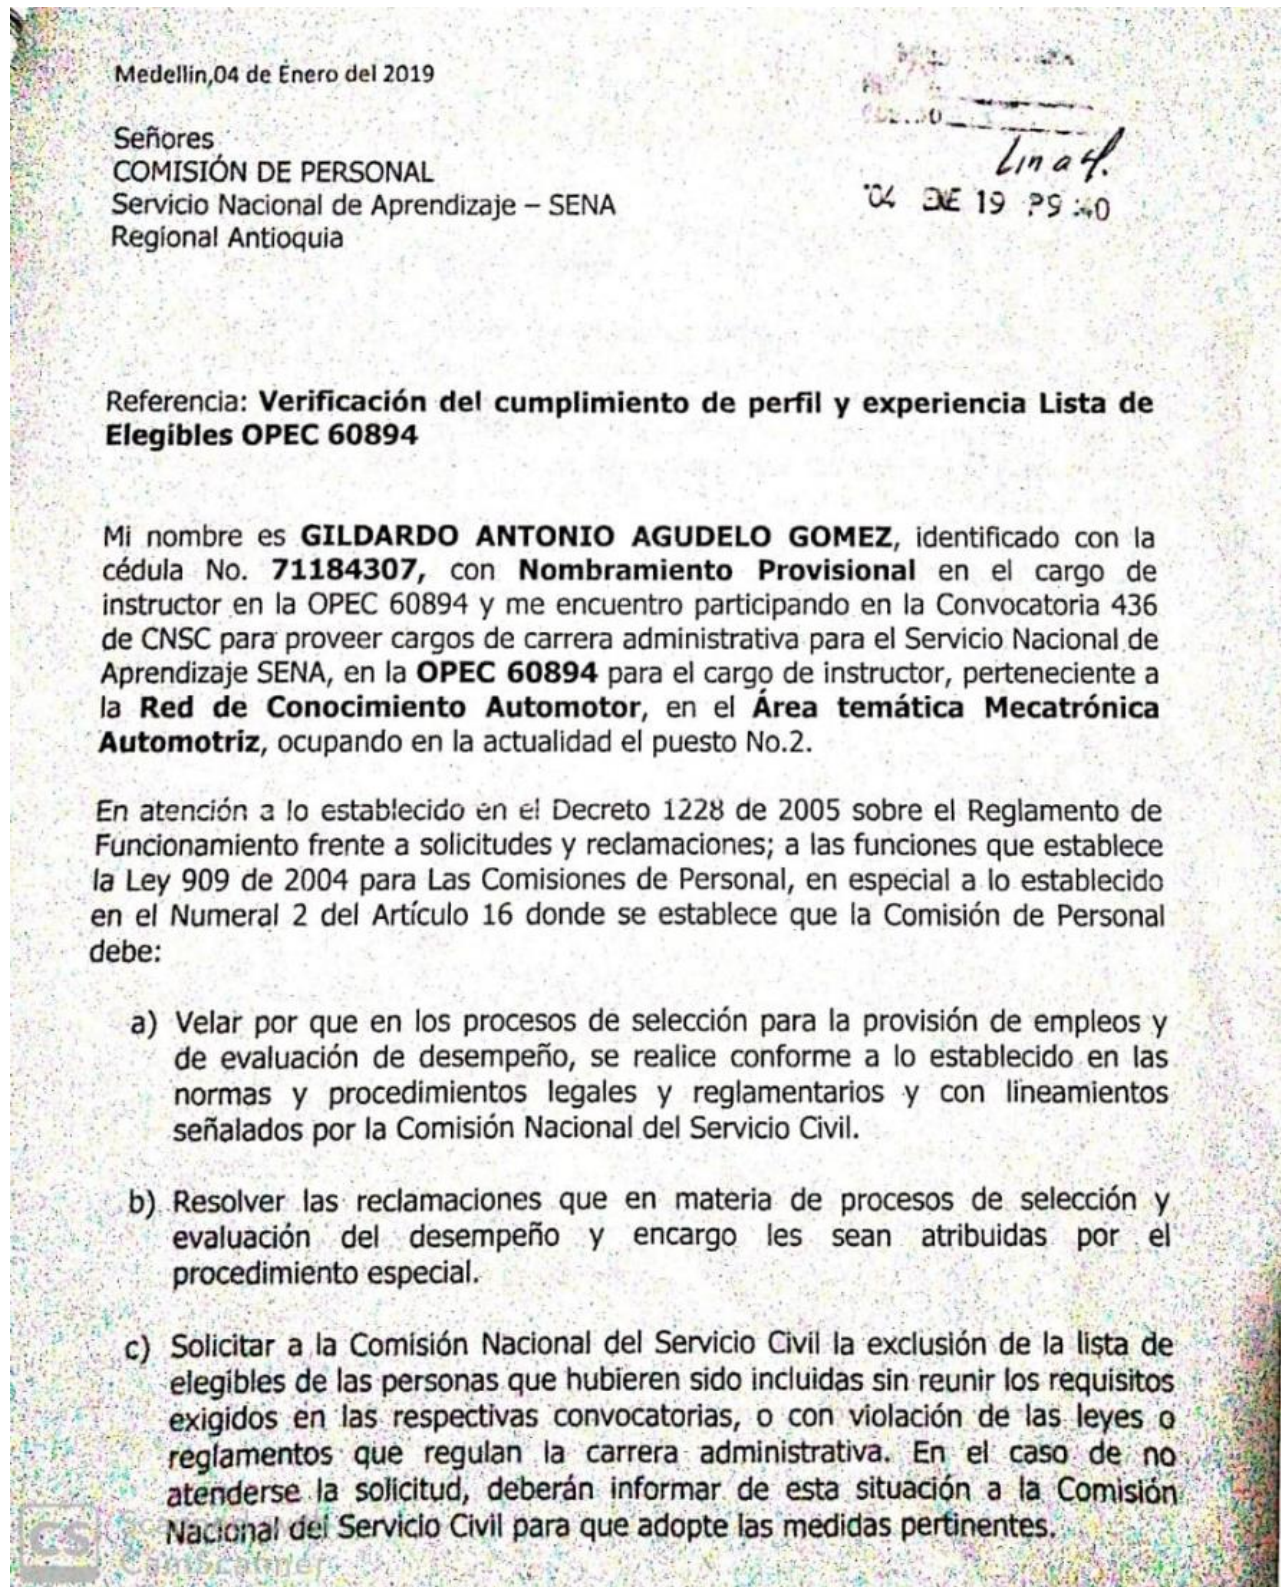 Medellín,04 de Enero del 2019
Señores
COMISIÓN DE PERSONAL
Servicio Nacional de Aprendizaje – SENA
Regional Antioquia
Lina
04 19
Referencia: Verificación del cumplimiento de perfil y experiencia Lista de
Elegibles OPEC 60894
Mi nombre es GILDARDO ANTONIO AGUDELO GOMEZ, identificado con la
cédula No. 71184307, con Nombramiento Provisional en el cargo de
instructor en la OPEC 60894 y me encuentro participando en la Convocatoria 436
de CNSC para proveer cargos de carrera administrativa para el Servicio Nacional de
Aprendizaje SENA, en la OPEC 60894 para el cargo de instructor, perteneciente a
la Red de Conocimiento Automotor, en el Área temática Mecatrónica
Automotriz, ocupando en la actualidad el puesto No.2.
En atención a lo establecido en el Decreto 1228 de 2005 sobre el Reglamento de
Funcionamiento frente a solicitudes y reclamaciones; a las funciones que establece
la Ley 909 de 2004 para Las Comisiones de Personal, en especial a lo establecido
en el Numeral 2 del Artículo 16 donde se establece que la Comisión de Personal
debe:
a) Velar por que en los procesos de selección para la provisión de empleos y
de evaluación de desempeño, se realice conforme a lo establecido en las
normas y procedimientos legales y reglamentarios y con lineamientos
señalados por la Comisión Nacional del Servicio Civil.
b) Resolver las reclamaciones que en materia de procesos de selección y
evaluación del desempeño y encargo les sean atribuidas por el
procedimiento especial.
c) Solicitar a la Comisión Nacional del Servicio Civil la exclusión de la lista de
elegibles de las personas que hubieren sido incluidas sin reunir los requisitos
exigidos en las respectivas convocatorias, o con violación de las leyes o
reglamentos que regulan la carrera administrativa. En el caso de no
atenderse la solicitud, deberán informar de esta situación a la Comisión
Nacional del Servicio Civil para que adopte las medidas pertinentes.
CS
CamScanner